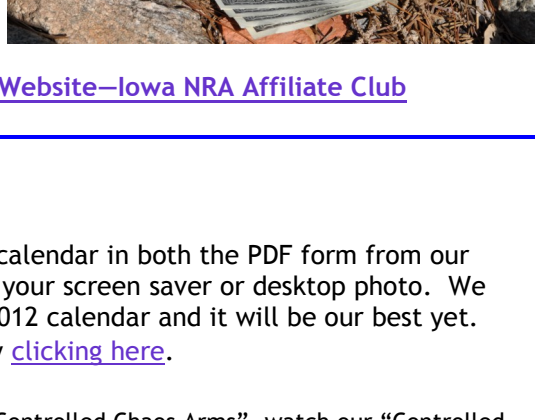 Website—Iowa NRA Affiliate Club
calendar in both the PDF form from our
your screen saver or desktop photo.  We
012 calendar and it will be our best yet.
clicking here.
Controlled Chaos Arms", watch our "Controlled